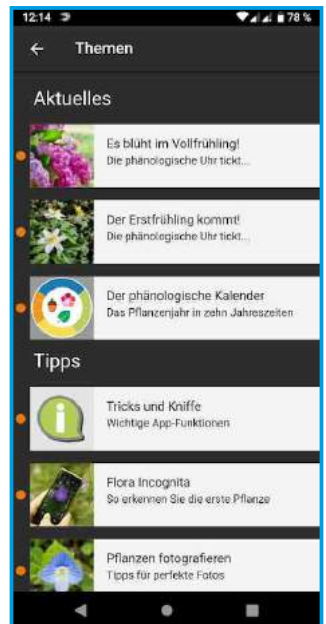 12:14 78 %
Themen
Aktuelles
Es blüht im Vollfrühling!
Die phänologische Uhr tickt...
Der Erstfrühling kommt!
Die phänologische Uhr tickt...
Der phänologische Kalender
Das Pflanzenjahr in zehn Jahreszeiten
Tipps
Tricks und Kniffe
Wichtige App-Funktionen
Flora Incognita
So erkennen Sie die erste Pflanze
Pflanzen fotografieren
Tipps für perfekte Fotos